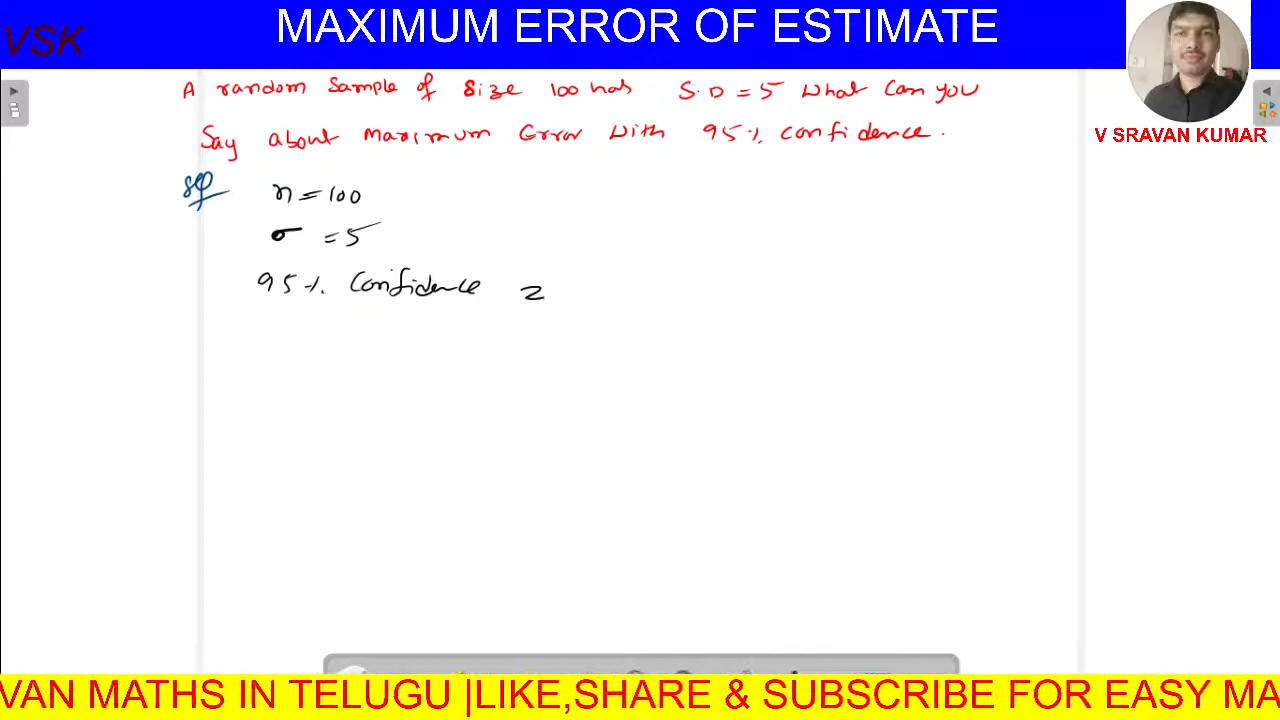 VSK
MAXIMUM ERROR OF ESTIMATE
A random Sample of Size 100 has S.D = 5 What Can you
Say about Maximum Error With 95% confidence.
V SRAVAN KUMAR
sol
n = 100
σ = 5
95% Confidence Z
VAN MATHS IN TELUGU |LIKE,SHARE & SUBSCRIBE FOR EASY MA